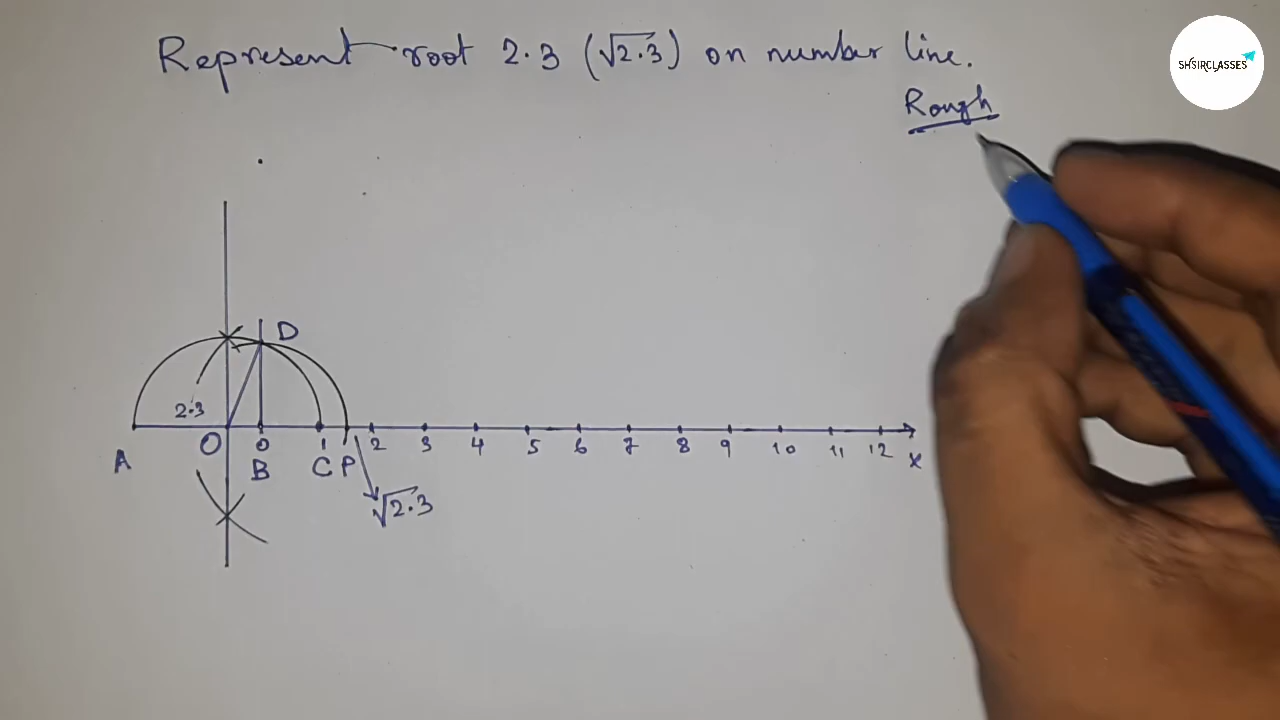 Represent root 2.3 (√2.3) on number line.
SHSIRCLASSES
Rough
D
2.3
O 0 1 2 3 4 5 6 7 8 9 10 11 12 X
A B C P
√2.3